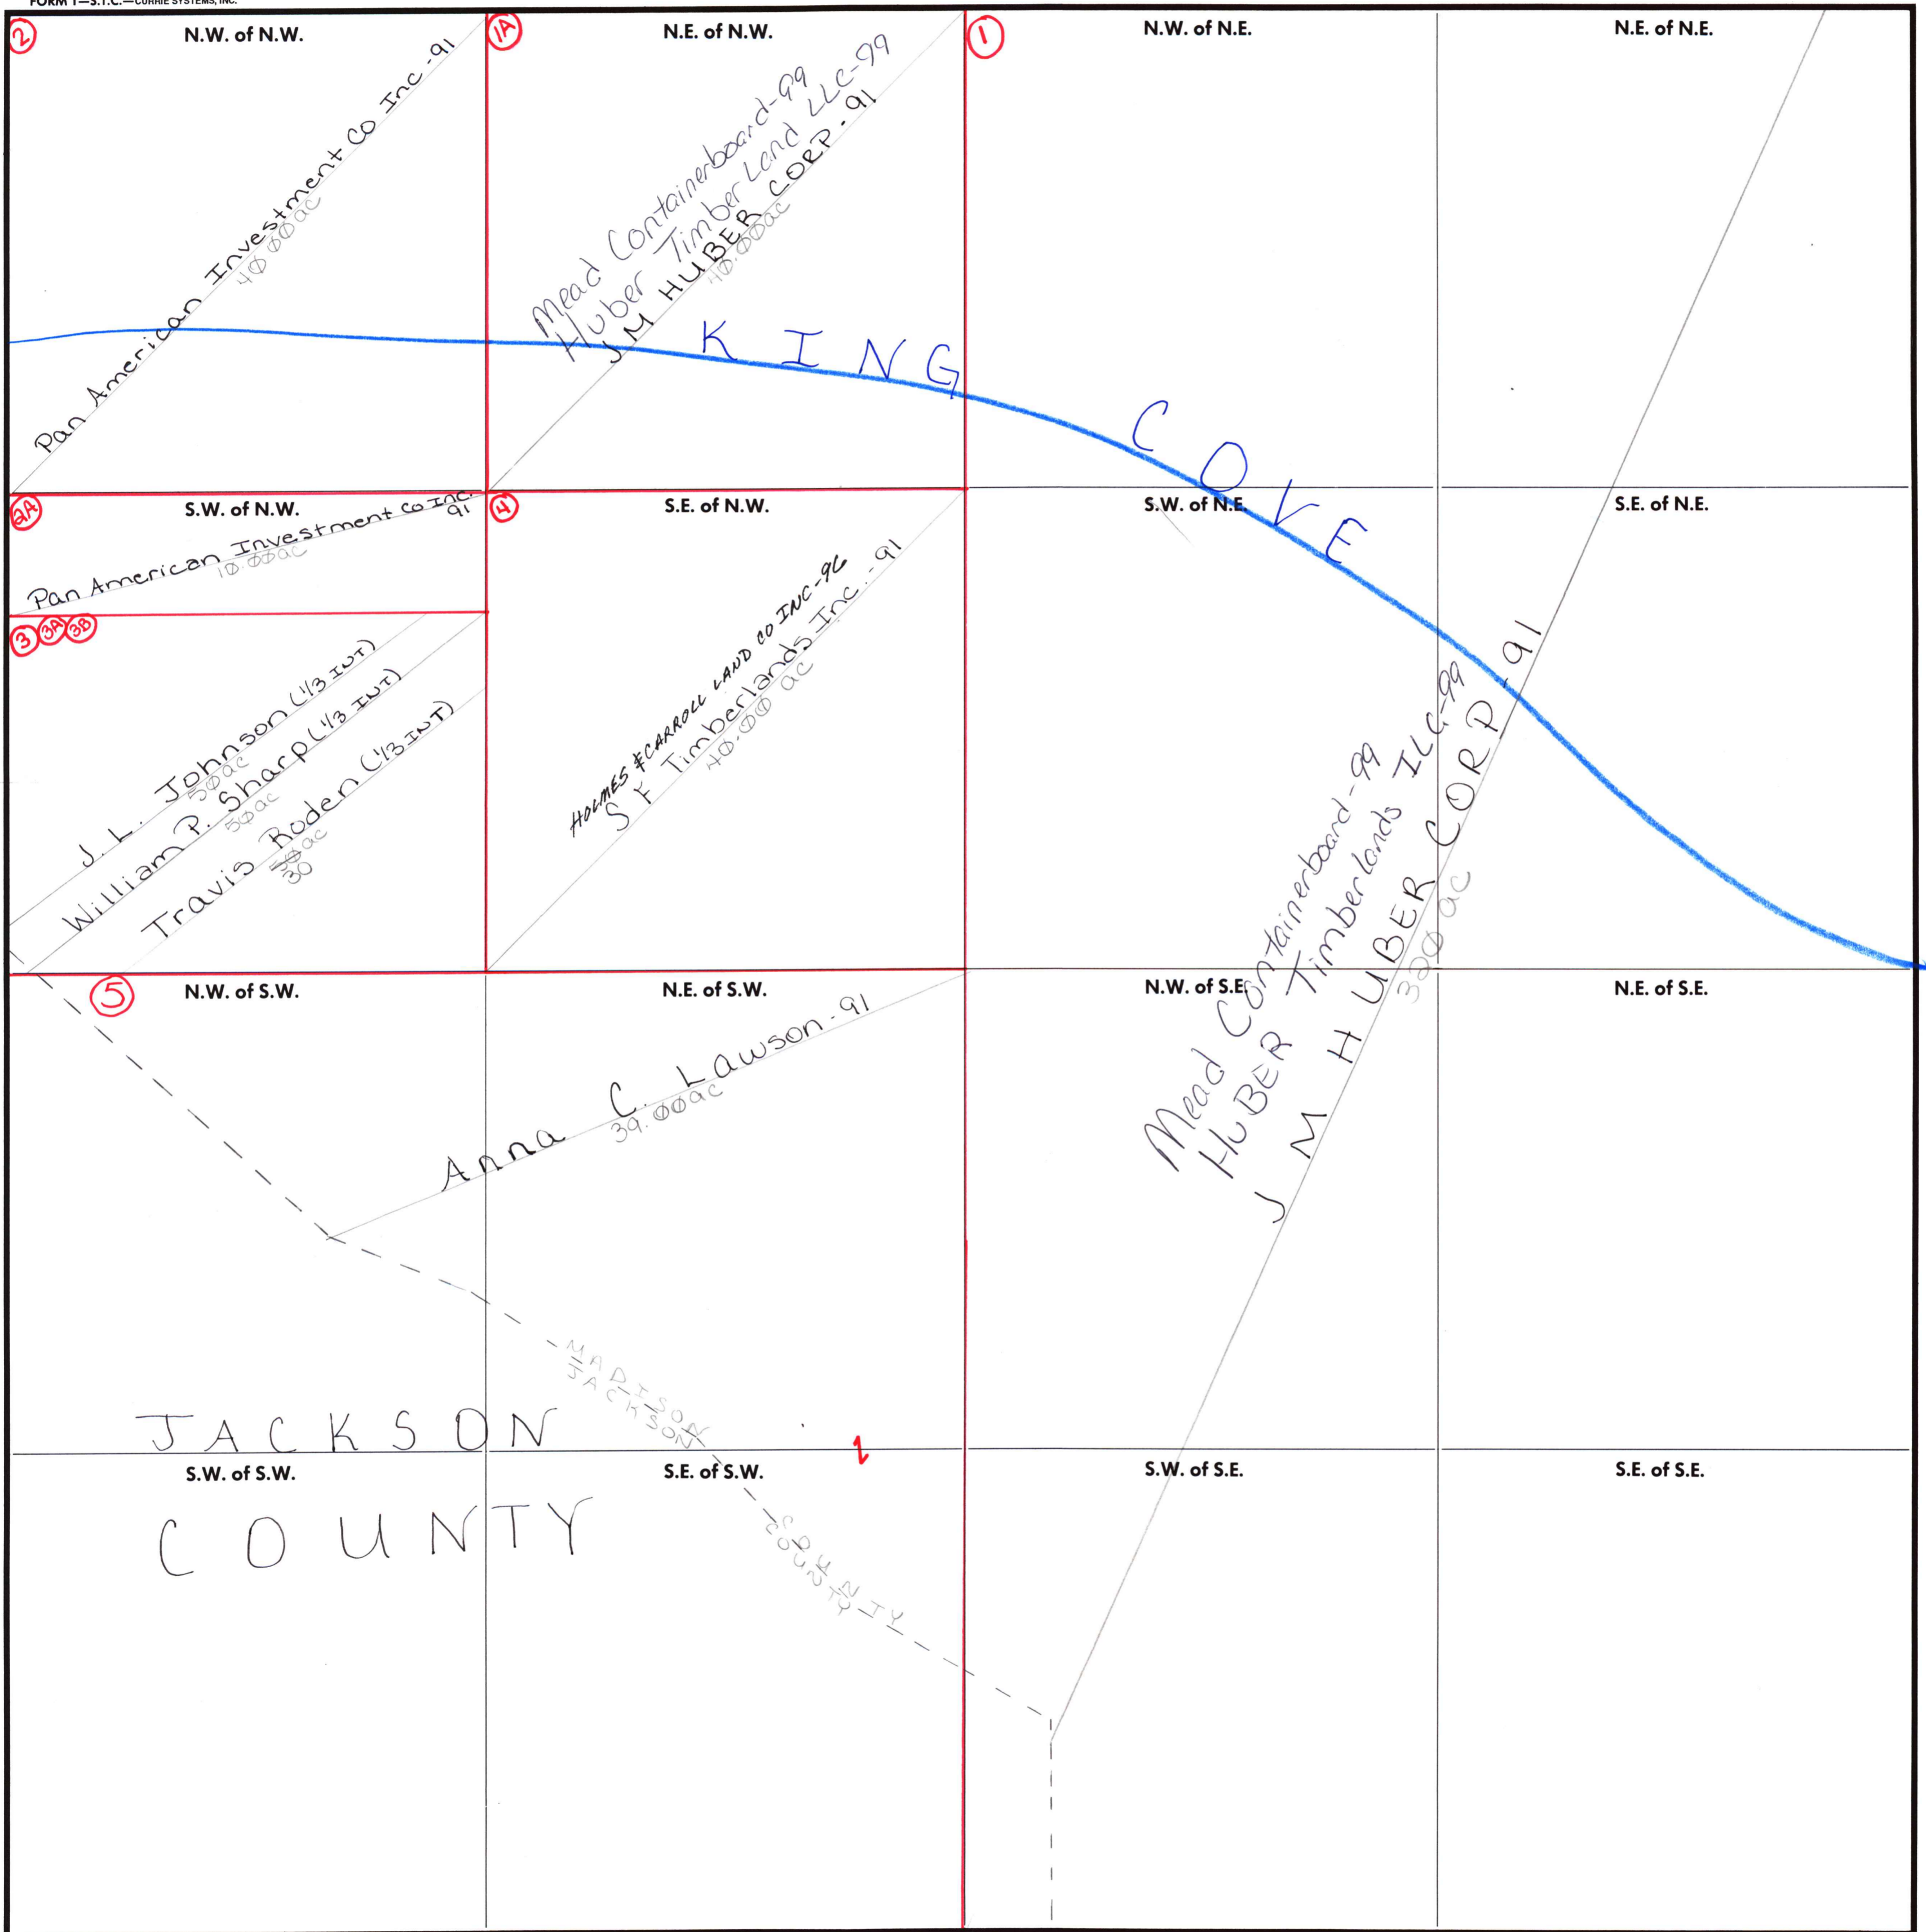 FORM 1—S.T.C.—CURRIE SYSTEMS, INC.
2
N.W. of N.W.
Pan American Investment Co Inc -91
40 00ac
1A
N.E. of N.W.
Mead Containerboard-99
Huber Timber Land LLC-99
J M HUBER CORP. 91
40.00ac
1
N.W. of N.E.
N.E. of N.E.
KING COVE
2A
S.W. of N.W.
Pan American Investment Co Inc.
91
10.00ac
3 3A 3B
J. L. Johnson (1/3 INT)
50ac
William P. Sharp (1/3 INT)
50ac
Travis Roden (1/3 INT)
50ac
30
4
S.E. of N.W.
HOLMES & CARROLL LAND CO INC-96
S F Timberlands Inc. -91
40.00 ac
S.W. of N.E.
S.E. of N.E.
Mead Containerboard-99
HuBER Timberlands ILC-99
J M HUBER CORP. 91
320 ac
5
N.W. of S.W.
N.E. of S.W.
Anna C. Lawson-91
39.00ac
N.W. of S.E.
N.E. of S.E.
MADISON COUNTY
JACKSON COUNTY
JACKSON
COUNTY
S.W. of S.W.
S.E. of S.W.
S.W. of S.E.
S.E. of S.E.